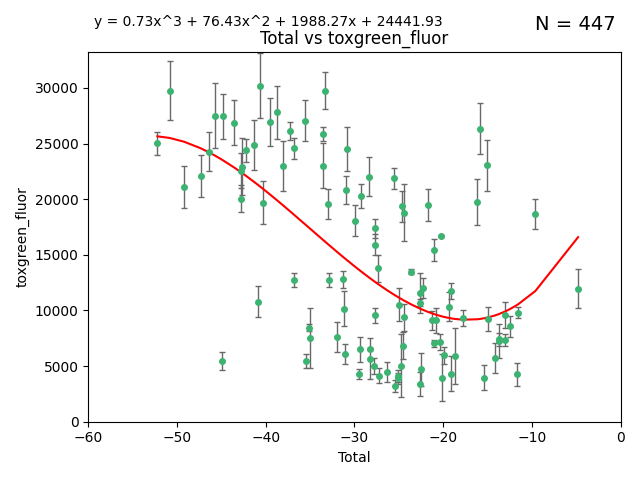 y = 0.73x^3 + 76.43x^2 + 1988.27x + 24441.93
N = 447
Total vs toxgreen_fluor
toxgreen_fluor
30000
25000
20000
15000
10000
5000
0
−60 −50 −40 −30 −20 −10 0
Total